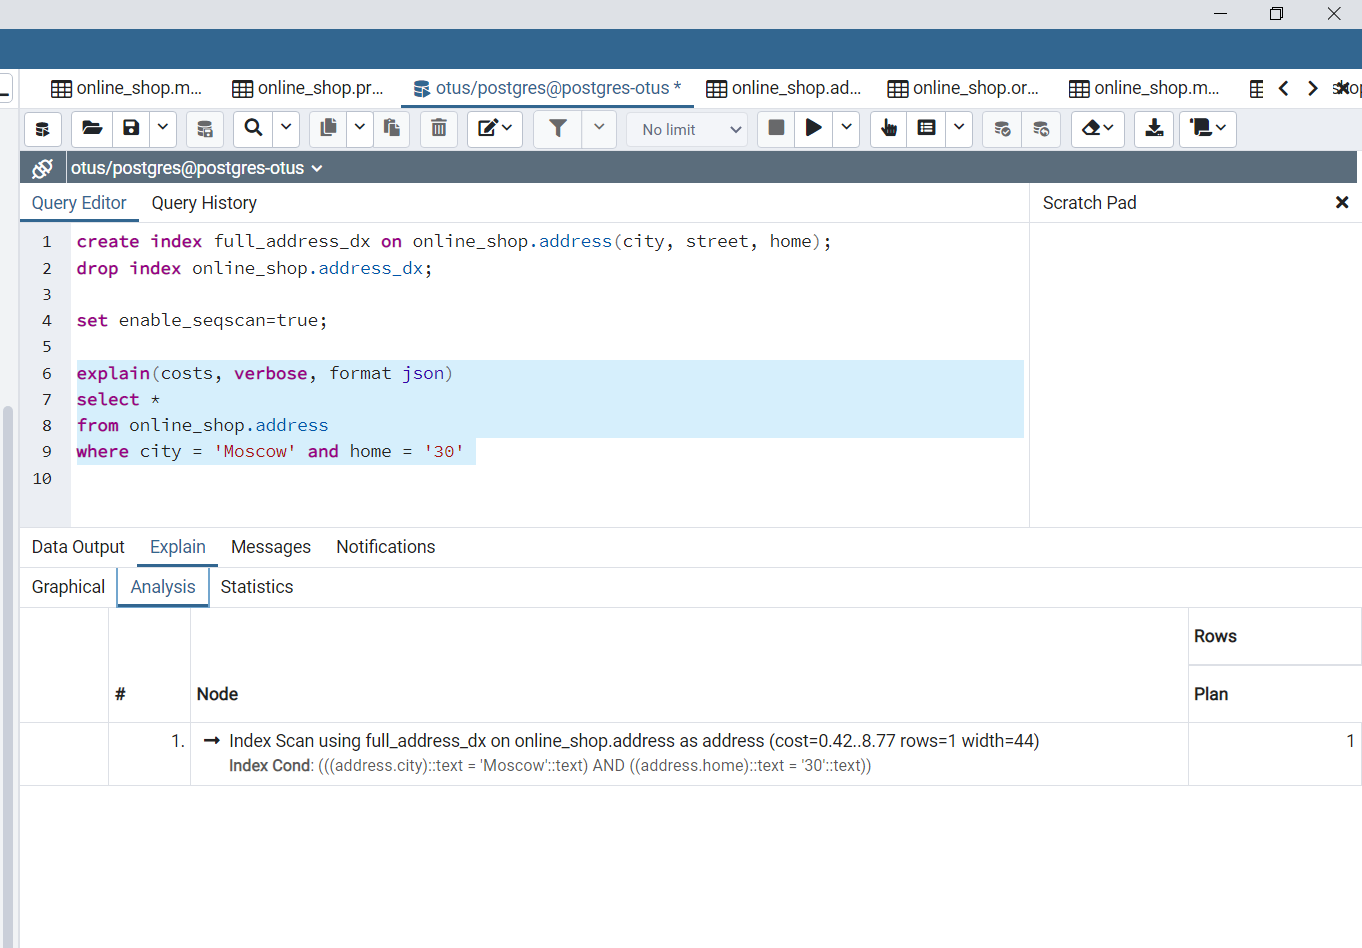 online_shop.m...
online_shop.pr...
otus/postgres@postgres-otus *
online_shop.ad...
online_shop.or...
online_shop.m...
No limit
otus/postgres@postgres-otus
Query Editor
Query History
Scratch Pad
1 create index full_address_dx on online_shop.address(city, street, home);
2 drop index online_shop.address_dx;
3
4 set enable_seqscan=true;
5
6 explain(costs, verbose, format json)
7 select *
8 from online_shop.address
9 where city = 'Moscow' and home = '30'
10
Data Output
Explain
Messages
Notifications
Graphical
Analysis
Statistics
Rows
# Node Plan
1. → Index Scan using full_address_dx on online_shop.address as address (cost=0.42..8.77 rows=1 width=44) 1
Index Cond: (((address.city)::text = 'Moscow'::text) AND ((address.home)::text = '30'::text))